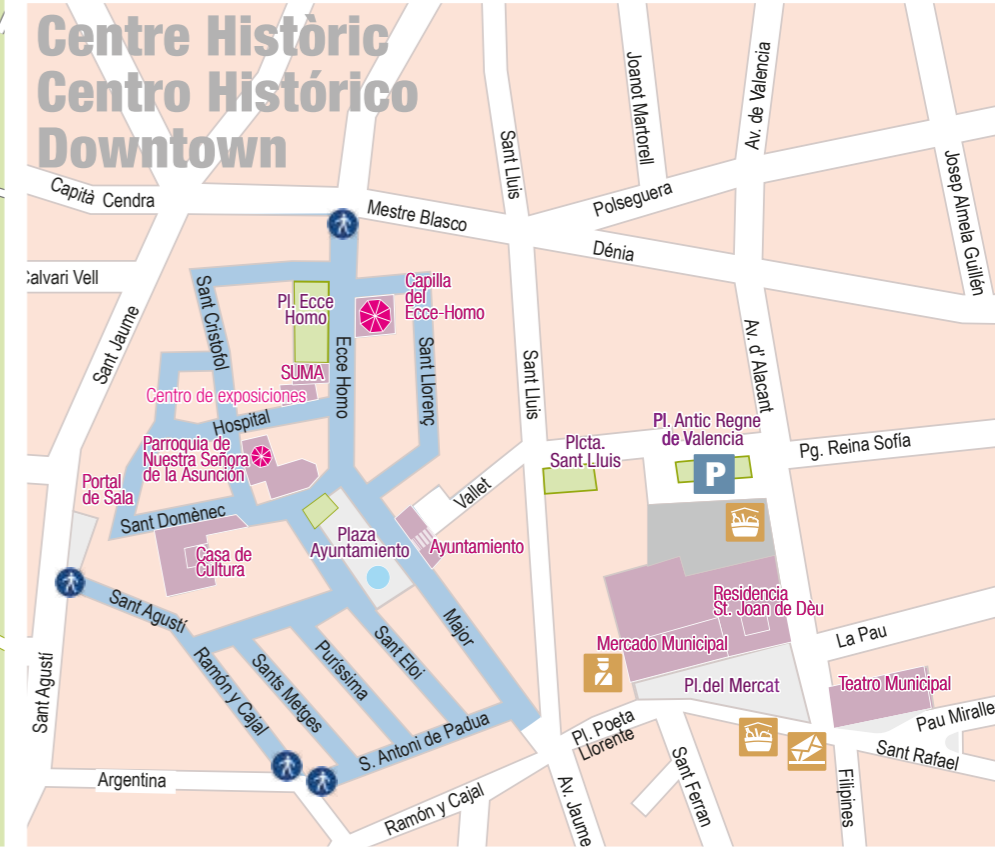 Centre Històric
Centro Histórico
Downtown
Capità Cendra
Mestre Blasco
Sant Lluis
Joanot Martorell
Av. de Valencia
Polseguera
Dénia
Josep Almela Guillén
Calvari Vell
Sant Jaume
Sant Cristofol
Pl. Ecce
Homo
Capilla
del
Ecce-Homo
SUMA
Ecce Homo
Sant Llorenç
Sant Lluis
Av. d' Alacant
Centro de exposiciones
Hospital
Parroquia de
Nuestra Señora
de la Asunción
Portal
de Sala
Sant Domènec
Plcta.
Sant Lluis
Pl. Antic Regne
de Valencia
P
Pg. Reina Sofía
Vallet
Plaza
Ayuntamiento
Ayuntamiento
Casa de
Cultura
Sant Agustí
Major
Residencia
St. Joan de Dèu
Mercado Municipal
La Pau
Sant Agustí
Ramón y Cajal
Sants Metges
Puríssima
Sant Eloi
Pl.del Mercat
Teatro Municipal
S. Antoni de Padua
Pl. Poeta
Llorente
Pau Miralle
Sant Rafael
Argentina
Ramón y Cajal
Av. Jaume
Sant Ferran
Filipines